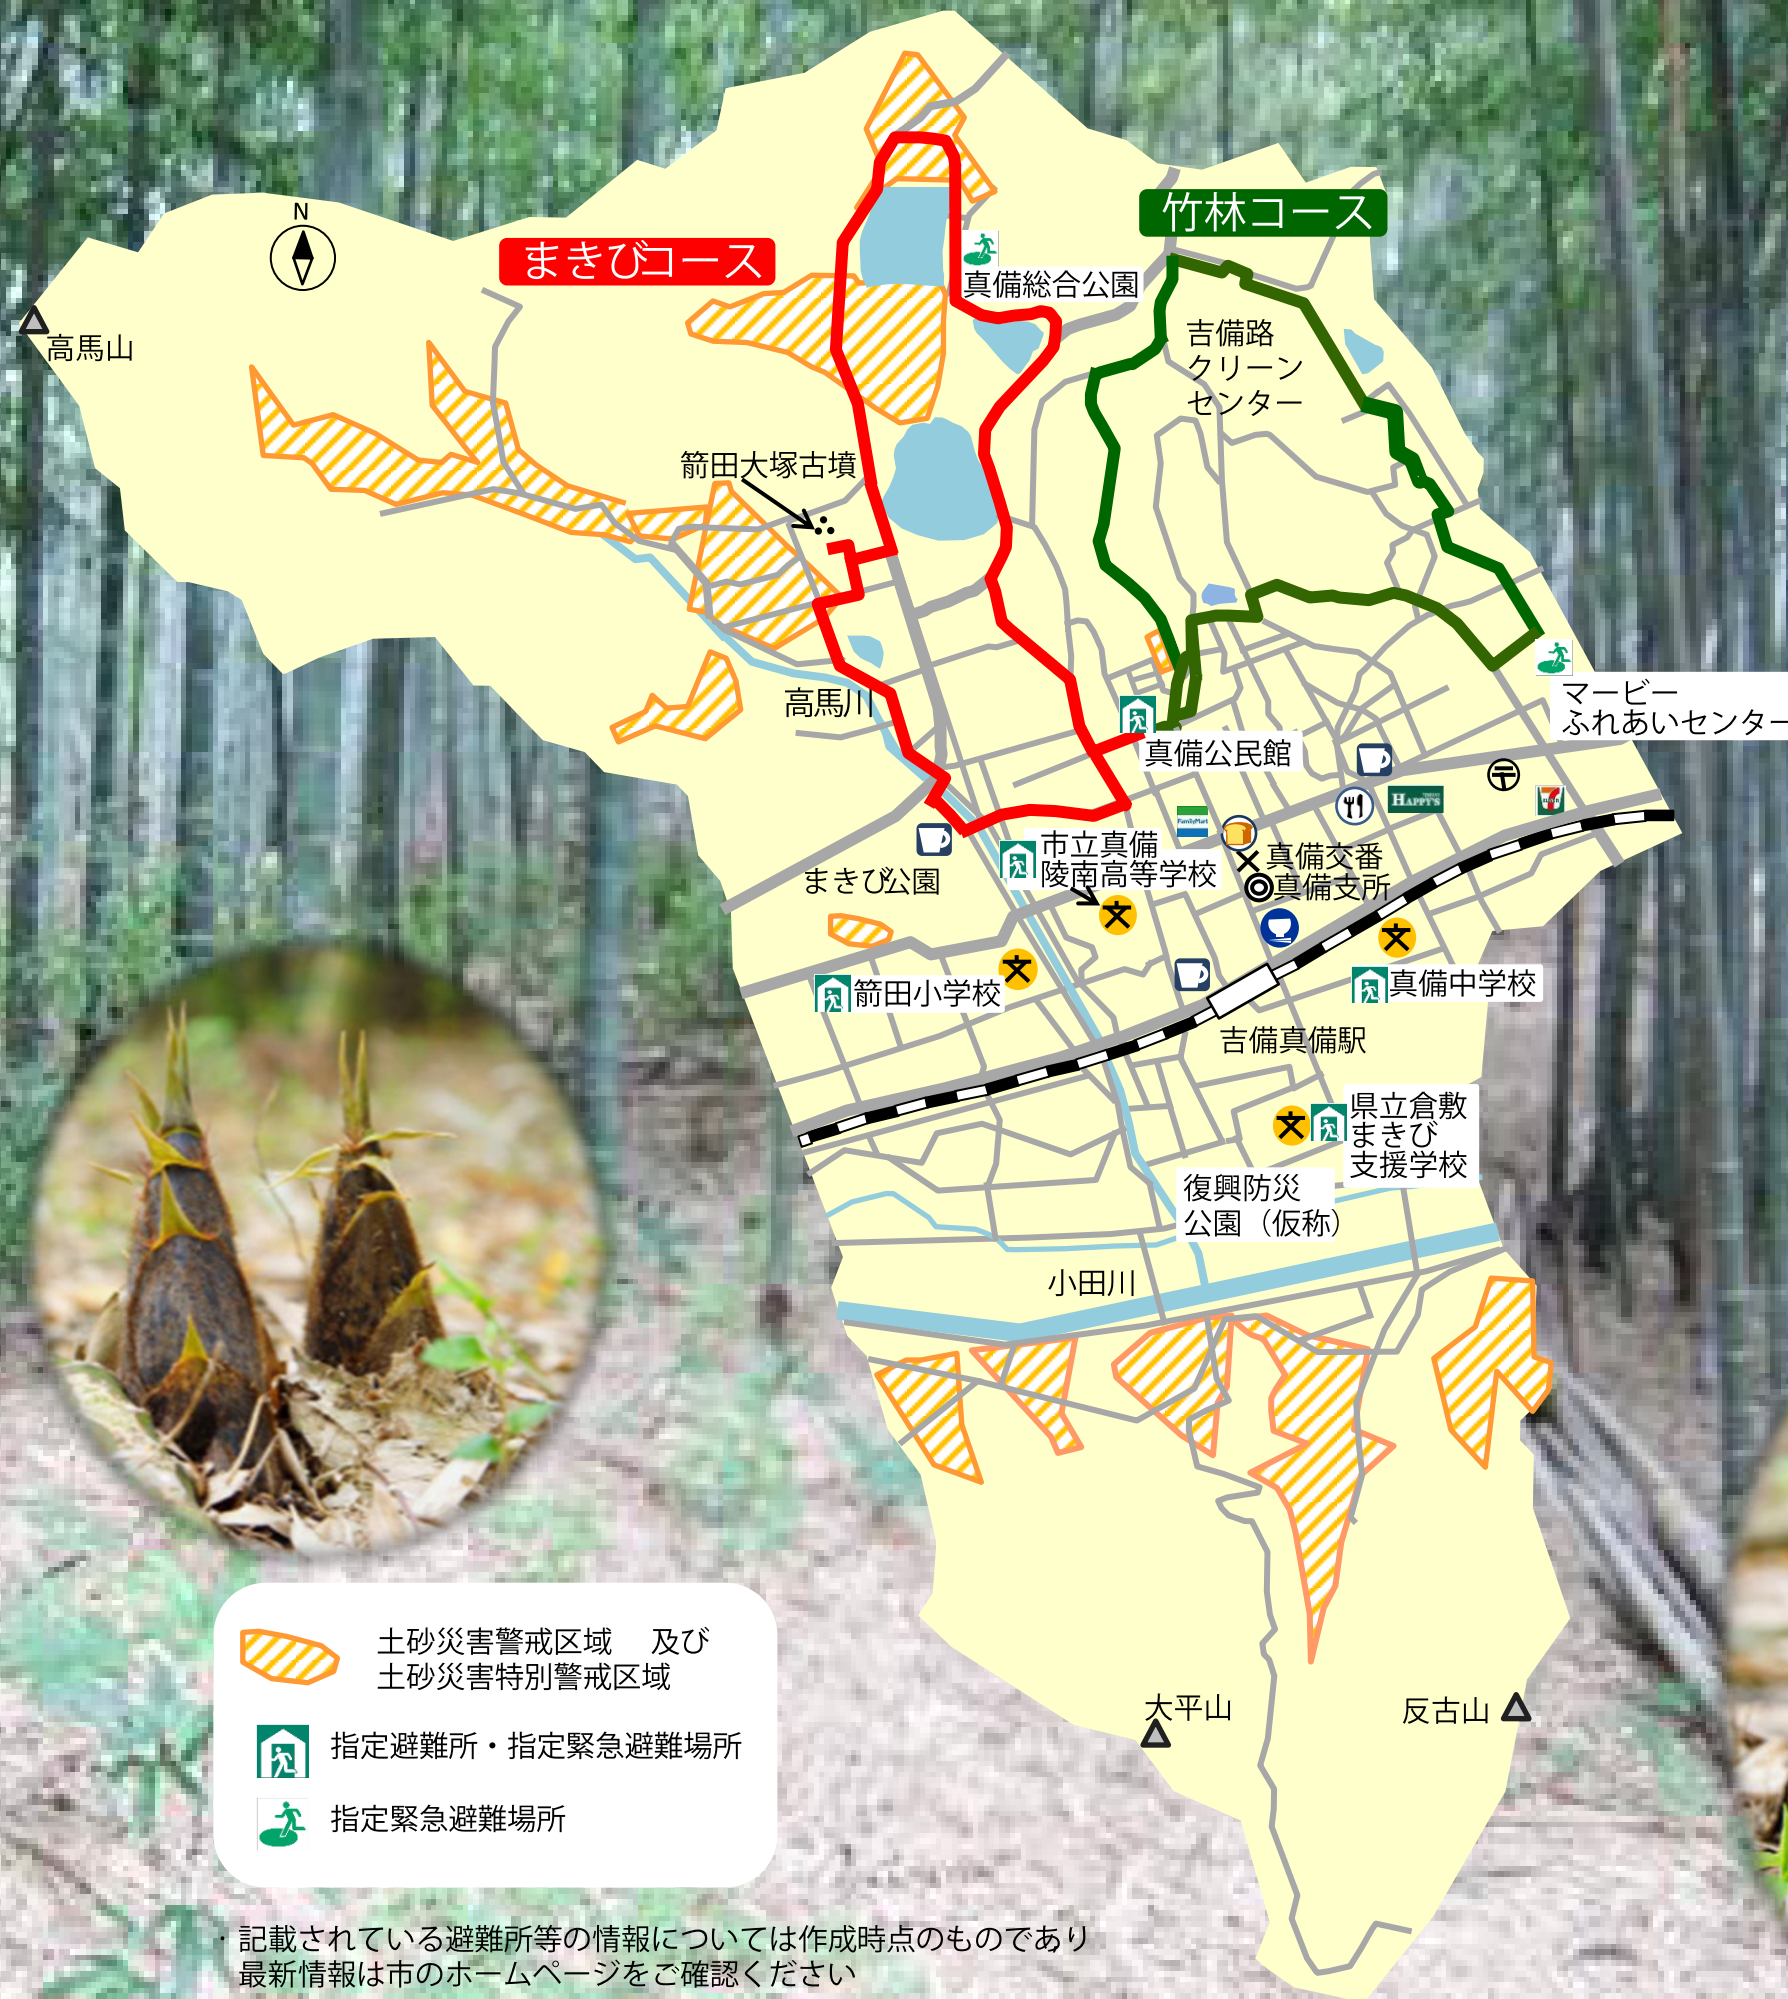 竹林コース
N
まきびコース
真備総合公園
高馬山
吉備路
クリーン
センター
箭田大塚古墳
高馬川
マービー
ふれあいセンター
真備公民館
HAPPY'S
FamilyMart
市立真備
陵南高等学校
真備交番
真備支所
まきび公園
箭田小学校
真備中学校
吉備真備駅
県立倉敷
まきび
支援学校
復興防災
公園（仮称）
小田川
大平山
反古山
土砂災害警戒区域 及び
土砂災害特別警戒区域
指定避難所・指定緊急避難場所
指定緊急避難場所
・記載されている避難所等の情報については作成時点のものであり
最新情報は市のホームページをご確認ください